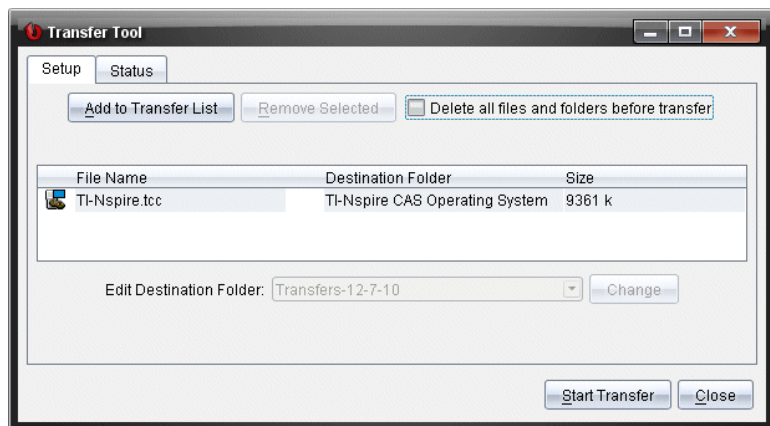 Transfer Tool
Setup Status
Add to Transfer List Remove Selected Delete all files and folders before transfer
File Name Destination Folder Size
TI-Nspire.tcc TI-Nspire CAS Operating System 9361 k
Edit Destination Folder: Transfers-12-7-10 Change
Start Transfer Close